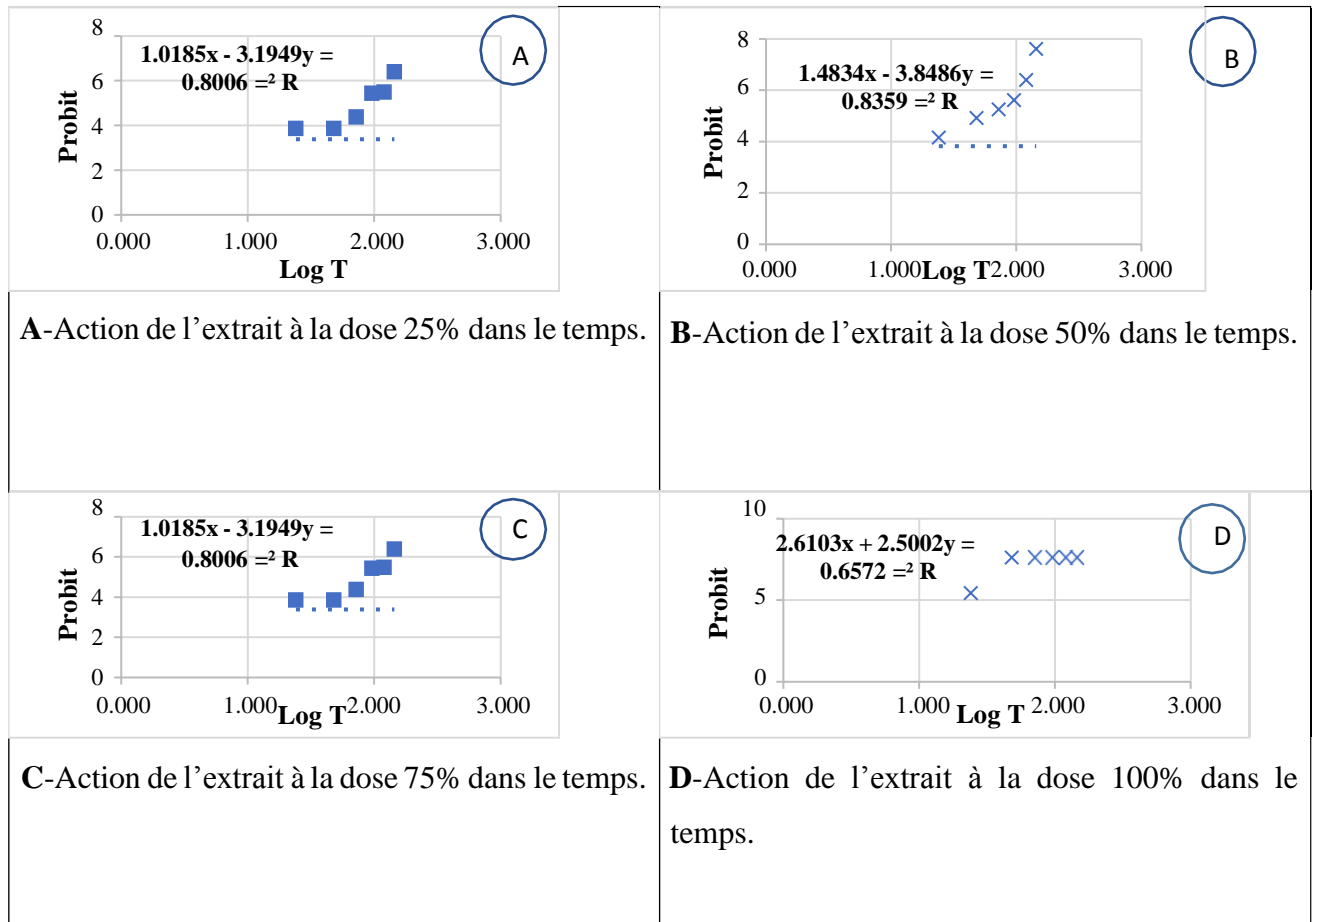 8
6
4
2
0
1.0185x - 3.1949y =
0.8006 =² R
A
Probit
0.000 1.000 2.000 3.000
Log T
8
6
4
2
0
1.4834x - 3.8486y =
0.8359 =² R
B
Probit
0.000 1.000 Log T 2.000 3.000
A-Action de l’extrait à la dose 25% dans le temps.
B-Action de l’extrait à la dose 50% dans le temps.
8
6
4
2
0
1.0185x - 3.1949y =
0.8006 =² R
C
Probit
0.000 1.000 Log T 2.000 3.000
10
5
0
2.6103x + 2.5002y =
0.6572 =² R
D
Probit
0.000 1.000 Log T 2.000 3.000
C-Action de l’extrait à la dose 75% dans le temps.
D-Action de l’extrait à la dose 100% dans le
temps.